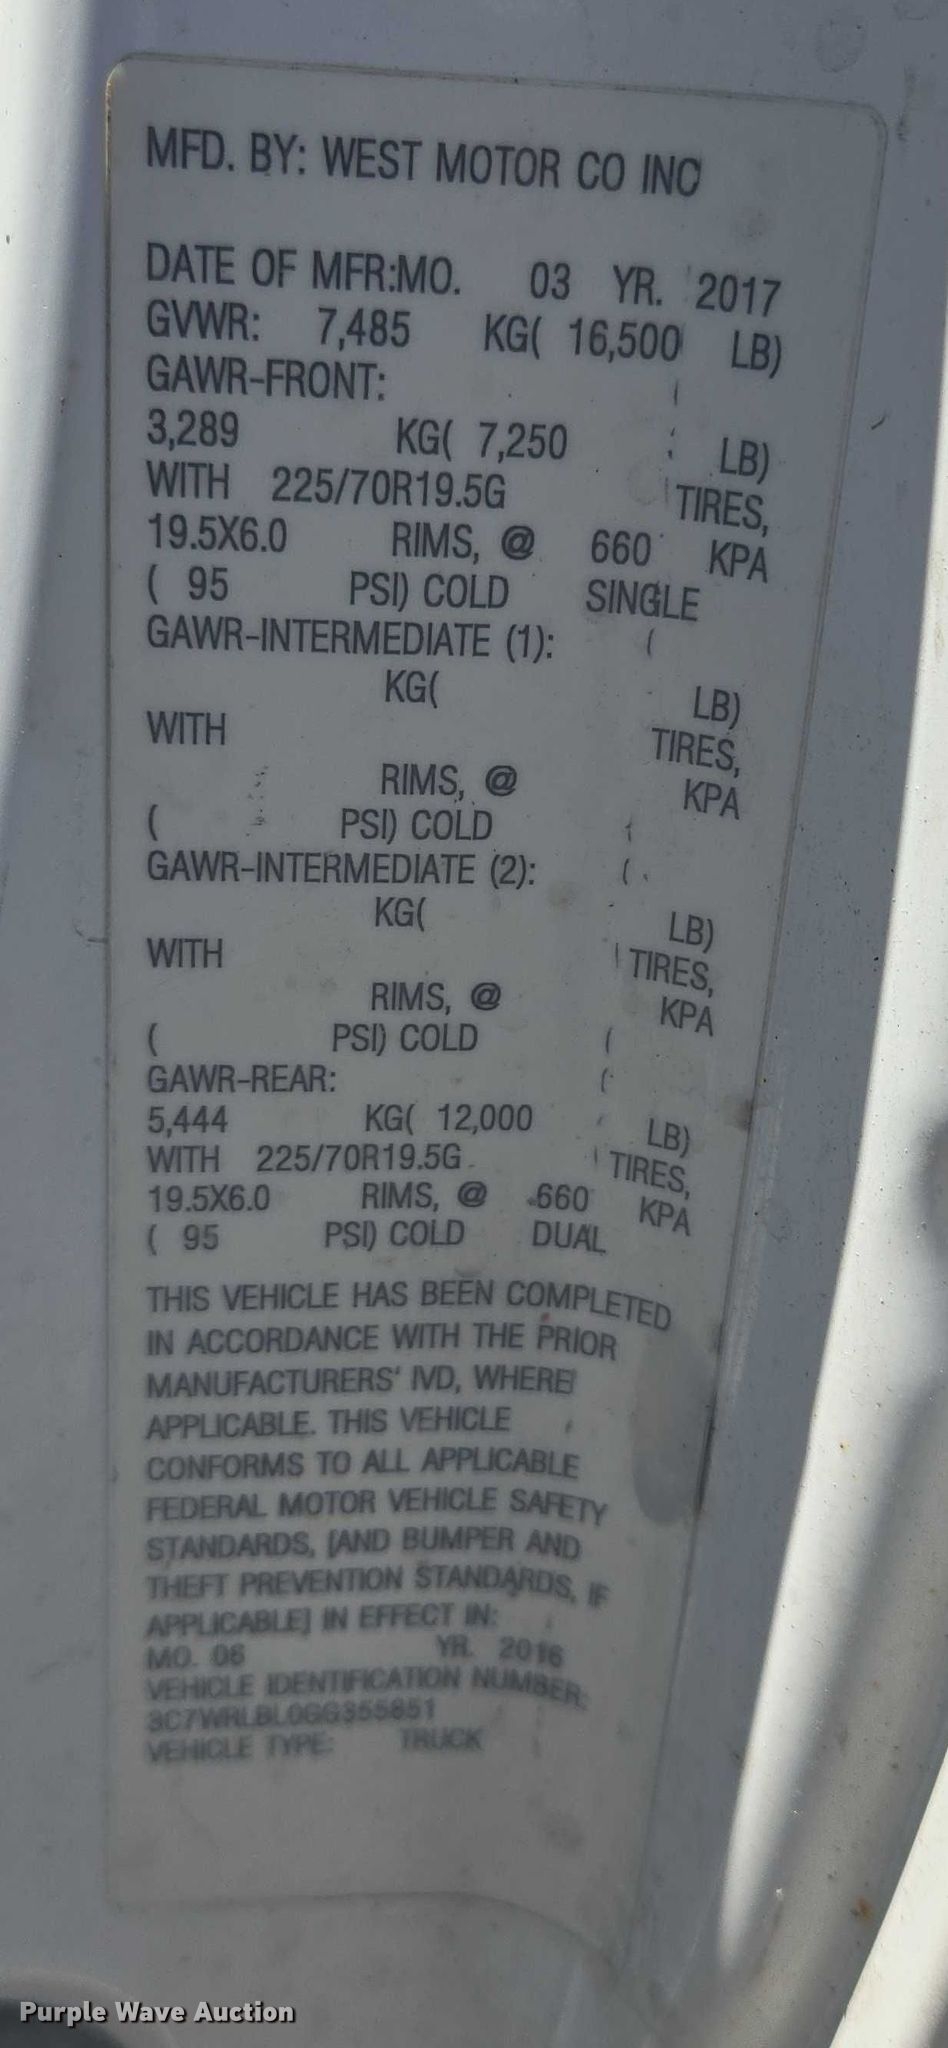 MFD. BY: WEST MOTOR CO INC
DATE OF MFR:MO. 03 YR. 2017
GVWR: 7,485 KG( 16,500 LB)
GAWR-FRONT:
3,289 KG( 7,250 LB)
WITH 225/70R19.5G TIRES,
19.5X6.0 RIMS, @ 660 KPA
( 95 PSI) COLD SINGLE
GAWR-INTERMEDIATE (1):
KG( LB)
WITH TIRES,
RIMS, @ KPA
( PSI) COLD
GAWR-INTERMEDIATE (2):
KG( LB)
WITH TIRES,
RIMS, @ KPA
( PSI) COLD
GAWR-REAR:
5,444 KG( 12,000 LB)
WITH 225/70R19.5G TIRES,
19.5X6.0 RIMS, @ 660 KPA
( 95 PSI) COLD DUAL
THIS VEHICLE HAS BEEN COMPLETED
IN ACCORDANCE WITH THE PRIOR
MANUFACTURERS' IVD, WHERE
APPLICABLE. THIS VEHICLE
CONFORMS TO ALL APPLICABLE
FEDERAL MOTOR VEHICLE SAFETY
STANDARDS, [AND BUMPER AND
THEFT PREVENTION STANDARDS, IF
APPLICABLE] IN EFFECT IN:
MO. 06 YR. 2016
VEHICLE IDENTIFICATION NUMBER:
3C7WRLBL0GG355851
VEHICLE TYPE: TRUCK
Purple Wave Auction